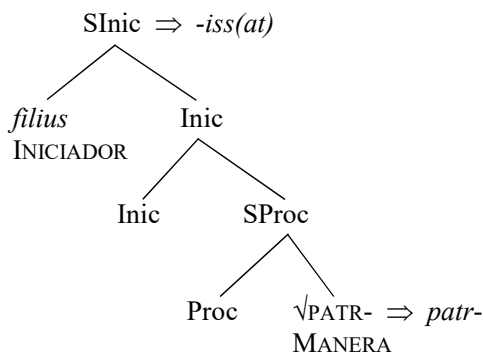 SInic ⇒ -iss(at)
filius Inic
INICIADOR
Inic SProc
Proc √PATR- ⇒ patr-
MANERA